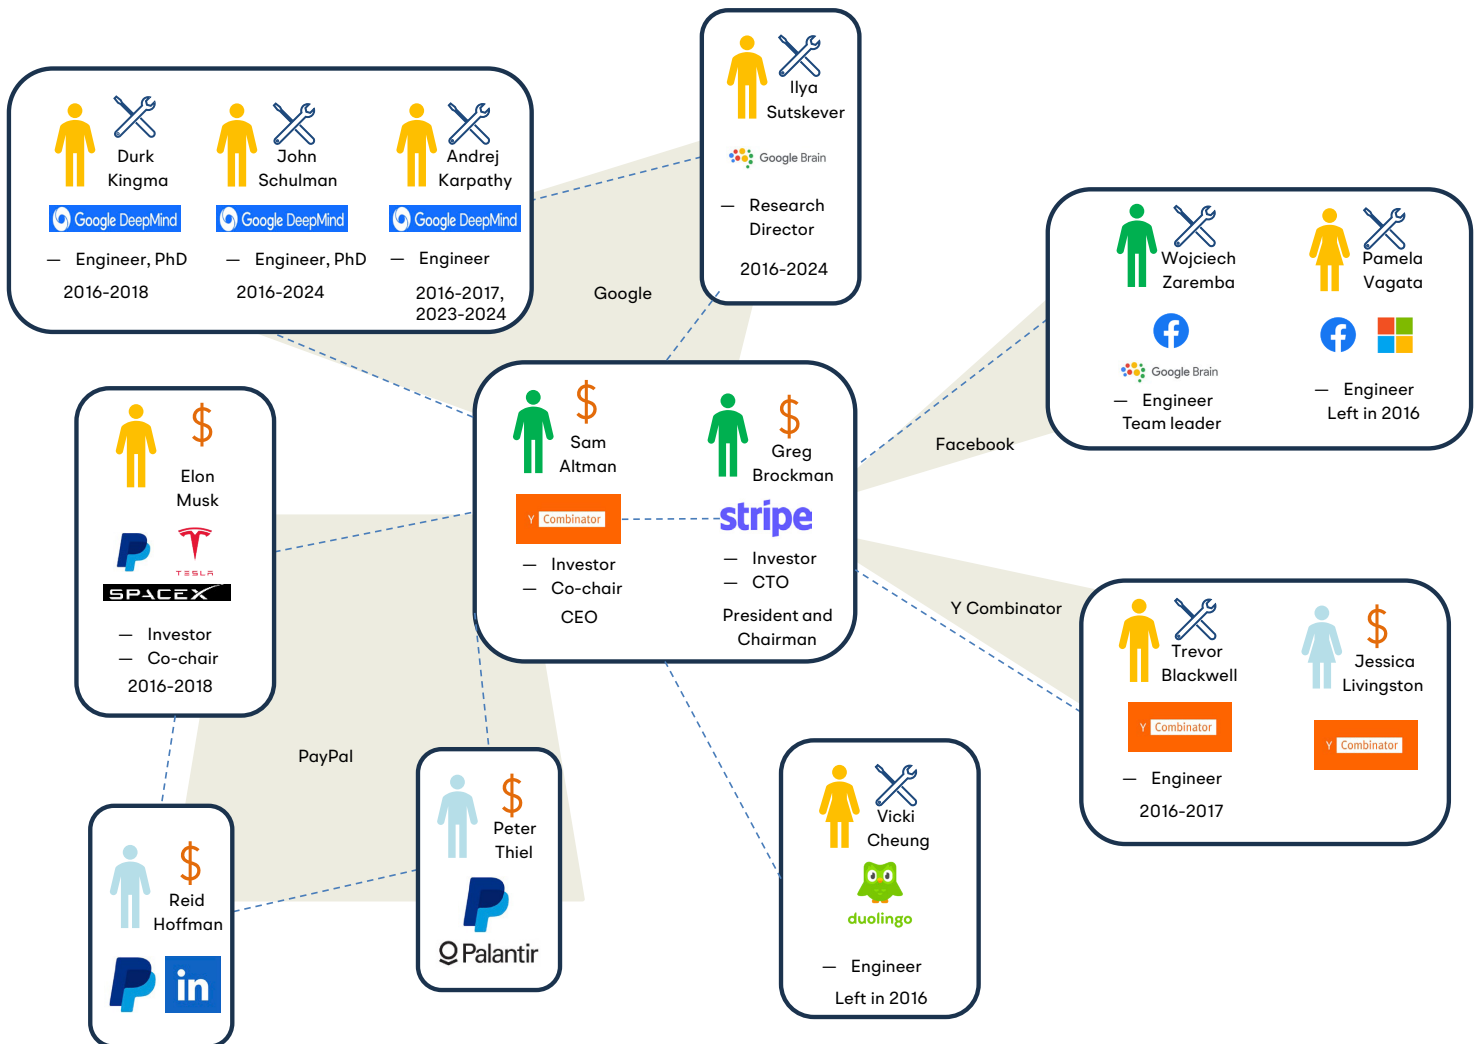 Ilya
Sutskever
Google Brain
— Research
Director
2016-2024
Durk
Kingma
Google DeepMind
— Engineer, PhD
2016-2018
John
Schulman
Google DeepMind
— Engineer, PhD
2016-2024
Andrej
Karpathy
Google DeepMind
— Engineer
2016-2017,
2023-2024
Google
Wojciech
Zaremba
Google Brain
— Engineer
Team leader
Pamela
Vagata
— Engineer
Left in 2016
Facebook
$
Elon
Musk
TESLA
SPACEX
— Investor
— Co-chair
2016-2018
$
Sam
Altman
Y Combinator
— Investor
— Co-chair
CEO
$
Greg
Brockman
stripe
— Investor
— CTO
President and
Chairman
Y Combinator
Trevor
Blackwell
Y Combinator
— Engineer
2016-2017
$
Jessica
Livingston
Y Combinator
PayPal
$
Reid
Hoffman
in
$
Peter
Thiel
Palantir
Vicki
Cheung
duolingo
— Engineer
Left in 2016